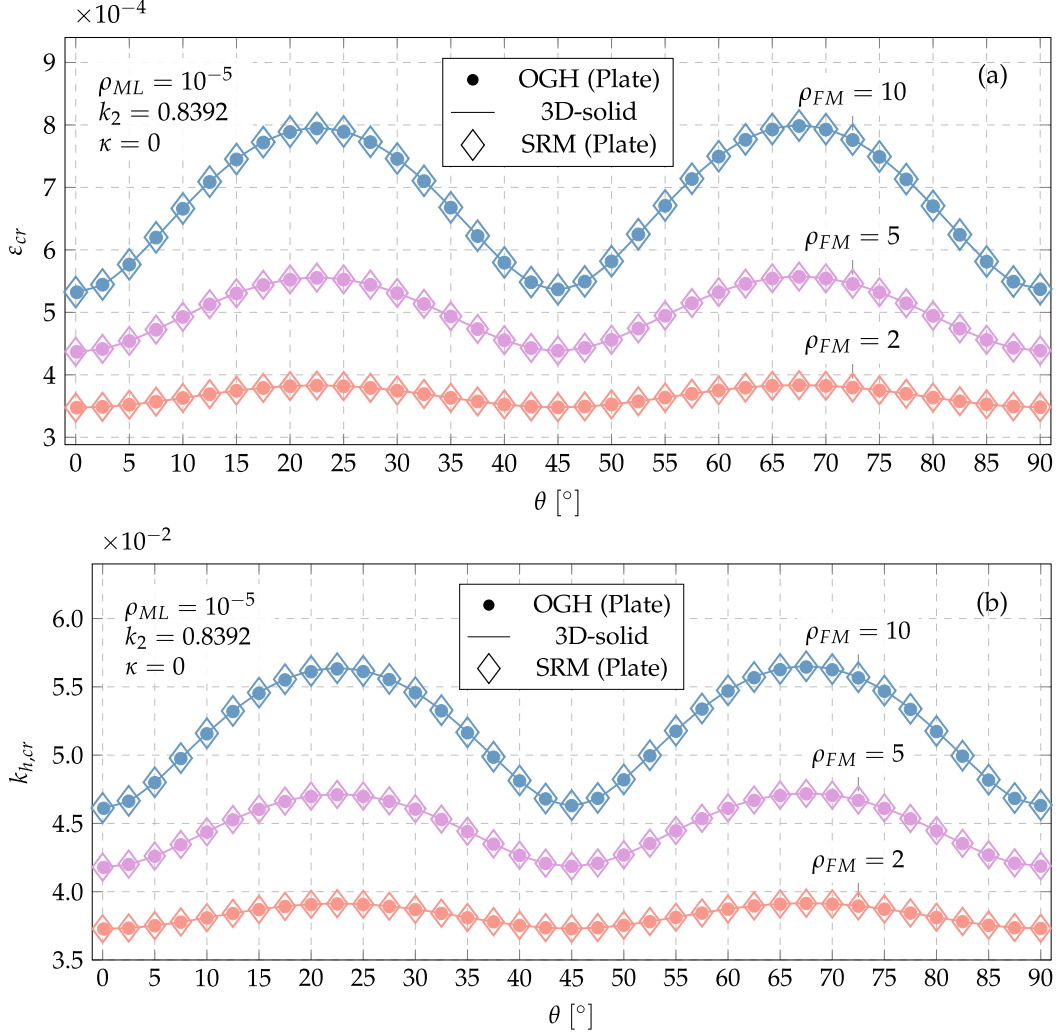 ×10⁻⁴
ρ_ML = 10⁻⁵
k₂ = 0.8392
κ = 0
OGH (Plate)
3D-solid
SRM (Plate)
(a)
ρ_FM = 10
ρ_FM = 5
ρ_FM = 2
9
8
7
6
5
4
3
ε_cr
0 5 10 15 20 25 30 35 40 45 50 55 60 65 70 75 80 85 90
θ [°]
×10⁻²
ρ_ML = 10⁻⁵
k₂ = 0.8392
κ = 0
OGH (Plate)
3D-solid
SRM (Plate)
(b)
ρ_FM = 10
ρ_FM = 5
ρ_FM = 2
6.0
5.5
5.0
4.5
4.0
3.5
k_h,cr
0 5 10 15 20 25 30 35 40 45 50 55 60 65 70 75 80 85 90
θ [°]